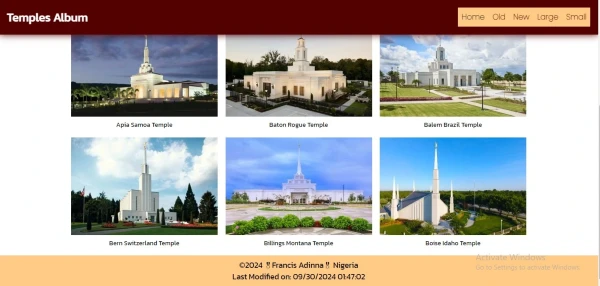 Temples Album
Home Old New Large Small
Apia Samoa Temple
Baton Rogue Temple
Balem Brazil Temple
Bern Switzerland Temple
Billings Montana Temple
Boise Idaho Temple
Activate Windows
Go to Settings to activate Windows.
©2024 ‼ Francis Adinna ‼ Nigeria
Last Modified on: 09/30/2024 01:47:02